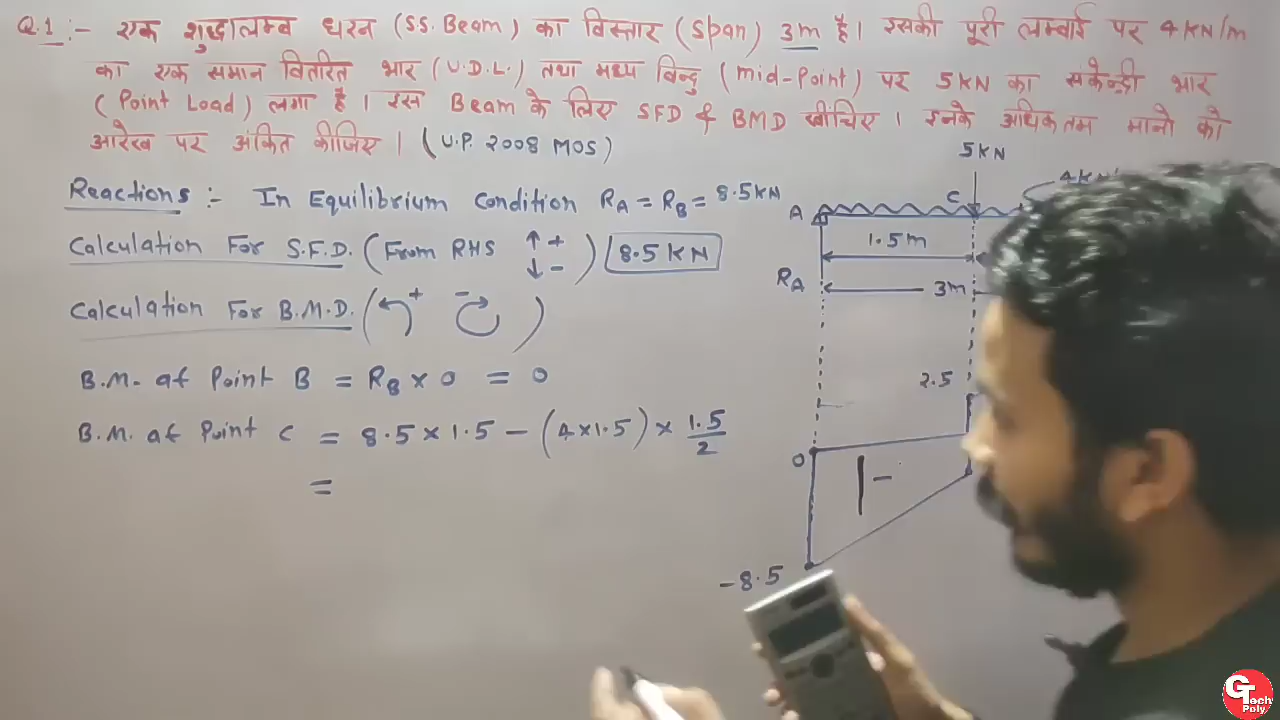 Q.1:- एक शुद्धालम्ब धरन (S.S. Beam) का विस्तार (Span) 3m है। इसकी पूरी लम्बाई पर 4KN/m
का एक समान वितरित भार (U.D.L.) तथा मध्य बिन्दु (mid-Point) पर 5KN का संकेन्द्री भार
(Point Load) लगा है। इस Beam के लिए SFD & BMD खींचिए। इनके अधिकतम मानो को
आरेख पर अंकित कीजिए। (U.P. 2008 MOS)
Reactions:- In Equilibrium Condition RA = RB = 8.5KN
Calculation For S.F.D. (From RHS ↑+ ↓-) 8.5 KN
Calculation For B.M.D. (+ -)
B.M. at Point B = RB × 0 = 0
B.M. at Point C = 8.5 × 1.5 - (4×1.5) × 1.5/2
=
5KN
A C
1.5m
RA 3m
2.5
0
-
-8.5
G Tech Poly